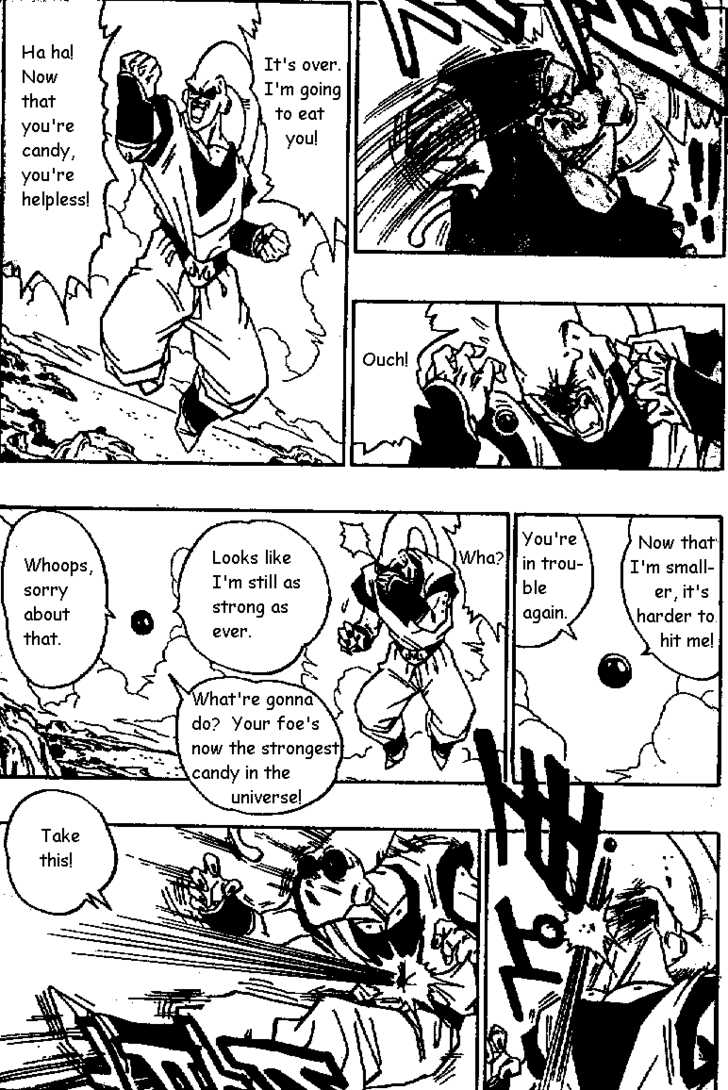 Ha ha!
Now
that
you're
candy,
you're
helpless!
It's over.
I'm going
to eat
you!
Ouch!
Whoops,
sorry
about
that.
Looks like
I'm still as
strong as
ever.
What're gonna
do? Your foe's
now the strongest
candy in the
universe!
Wha?
You're
in trou-
ble
again.
Now that
I'm small-
er, it's
harder to
hit me!
Take
this!